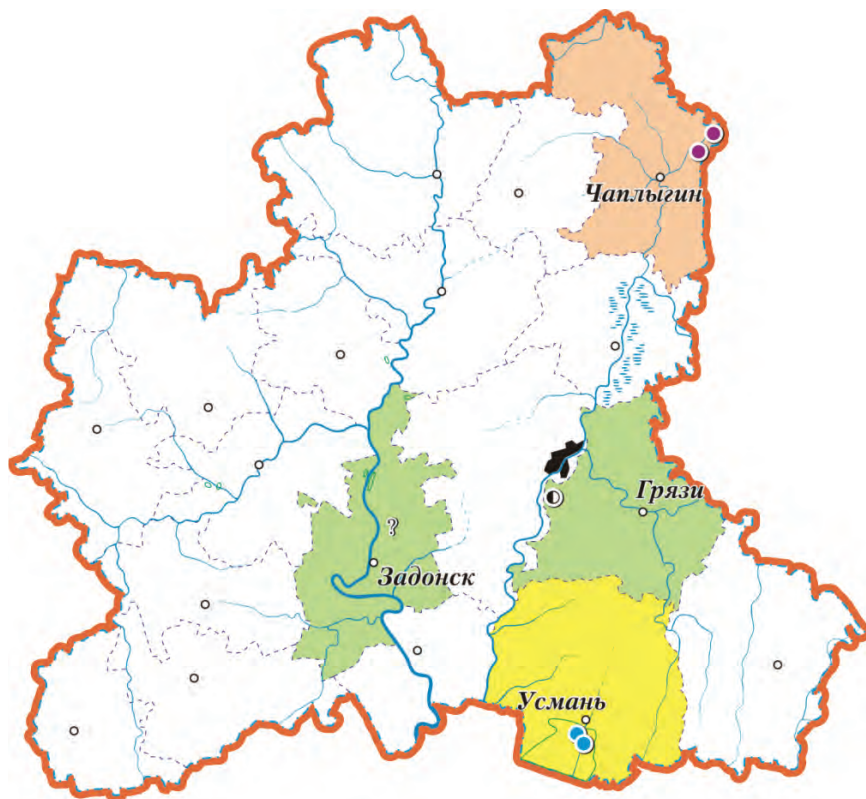 Чаплыгин
Грязи
?
Задонск
Усмань